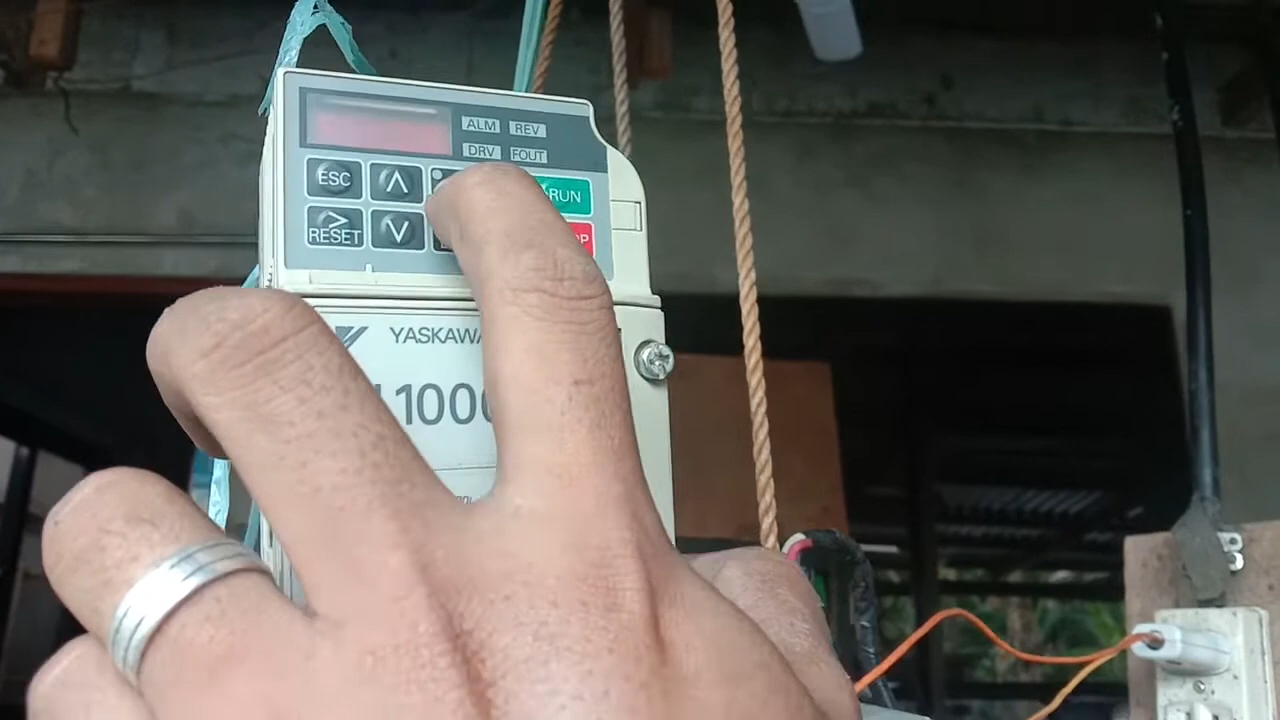 ALM REV
DRV FOUT
ESC
RUN
RESET
YASKAWA
1000